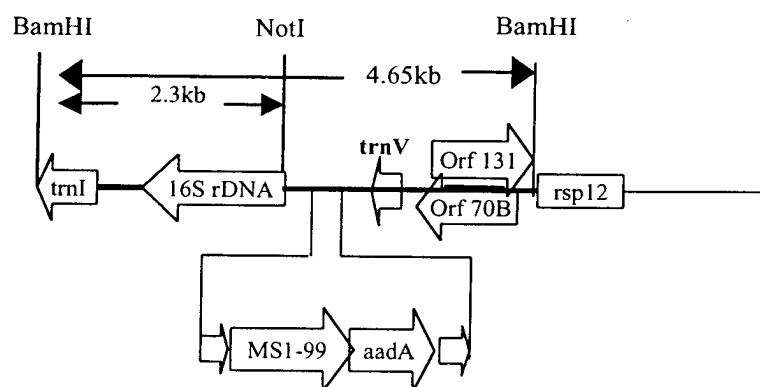 BamHI NotI BamHI
4.65kb
2.3kb
trnV
Orf 131
trnI 16S rDNA Orf 70B rsp12
MS1-99 aadA